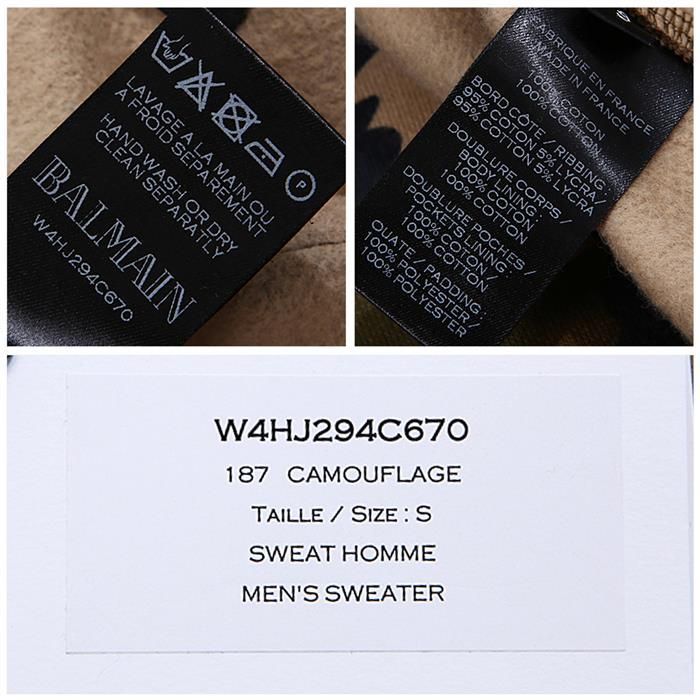 LAVAGE A LA MAIN OU
A FROID SEPAREMENT
HAND WASH OR DRY
CLEAN SEPARATLY
P
BALMAIN
W4HJ294C670
FABRIQUE EN FRANCE
MADE IN FRANCE
100% COTON
100% COTTON
BORD CÔTE / RIBBING :
95% COTON 5% LYCRA
95% COTTON 5% LYCRA
DOUBLURE CORPS /
BODY LINING :
100% COTON
100% COTTON
DOUBLURE POCHES /
POCKETS LINING :
100% COTON
100% COTTON
OUATE / PADDING :
100% POLYESTER
100% POLYESTER
W4HJ294C670
187 CAMOUFLAGE
TAILLE / SIZE : S
SWEAT HOMME
MEN'S SWEATER